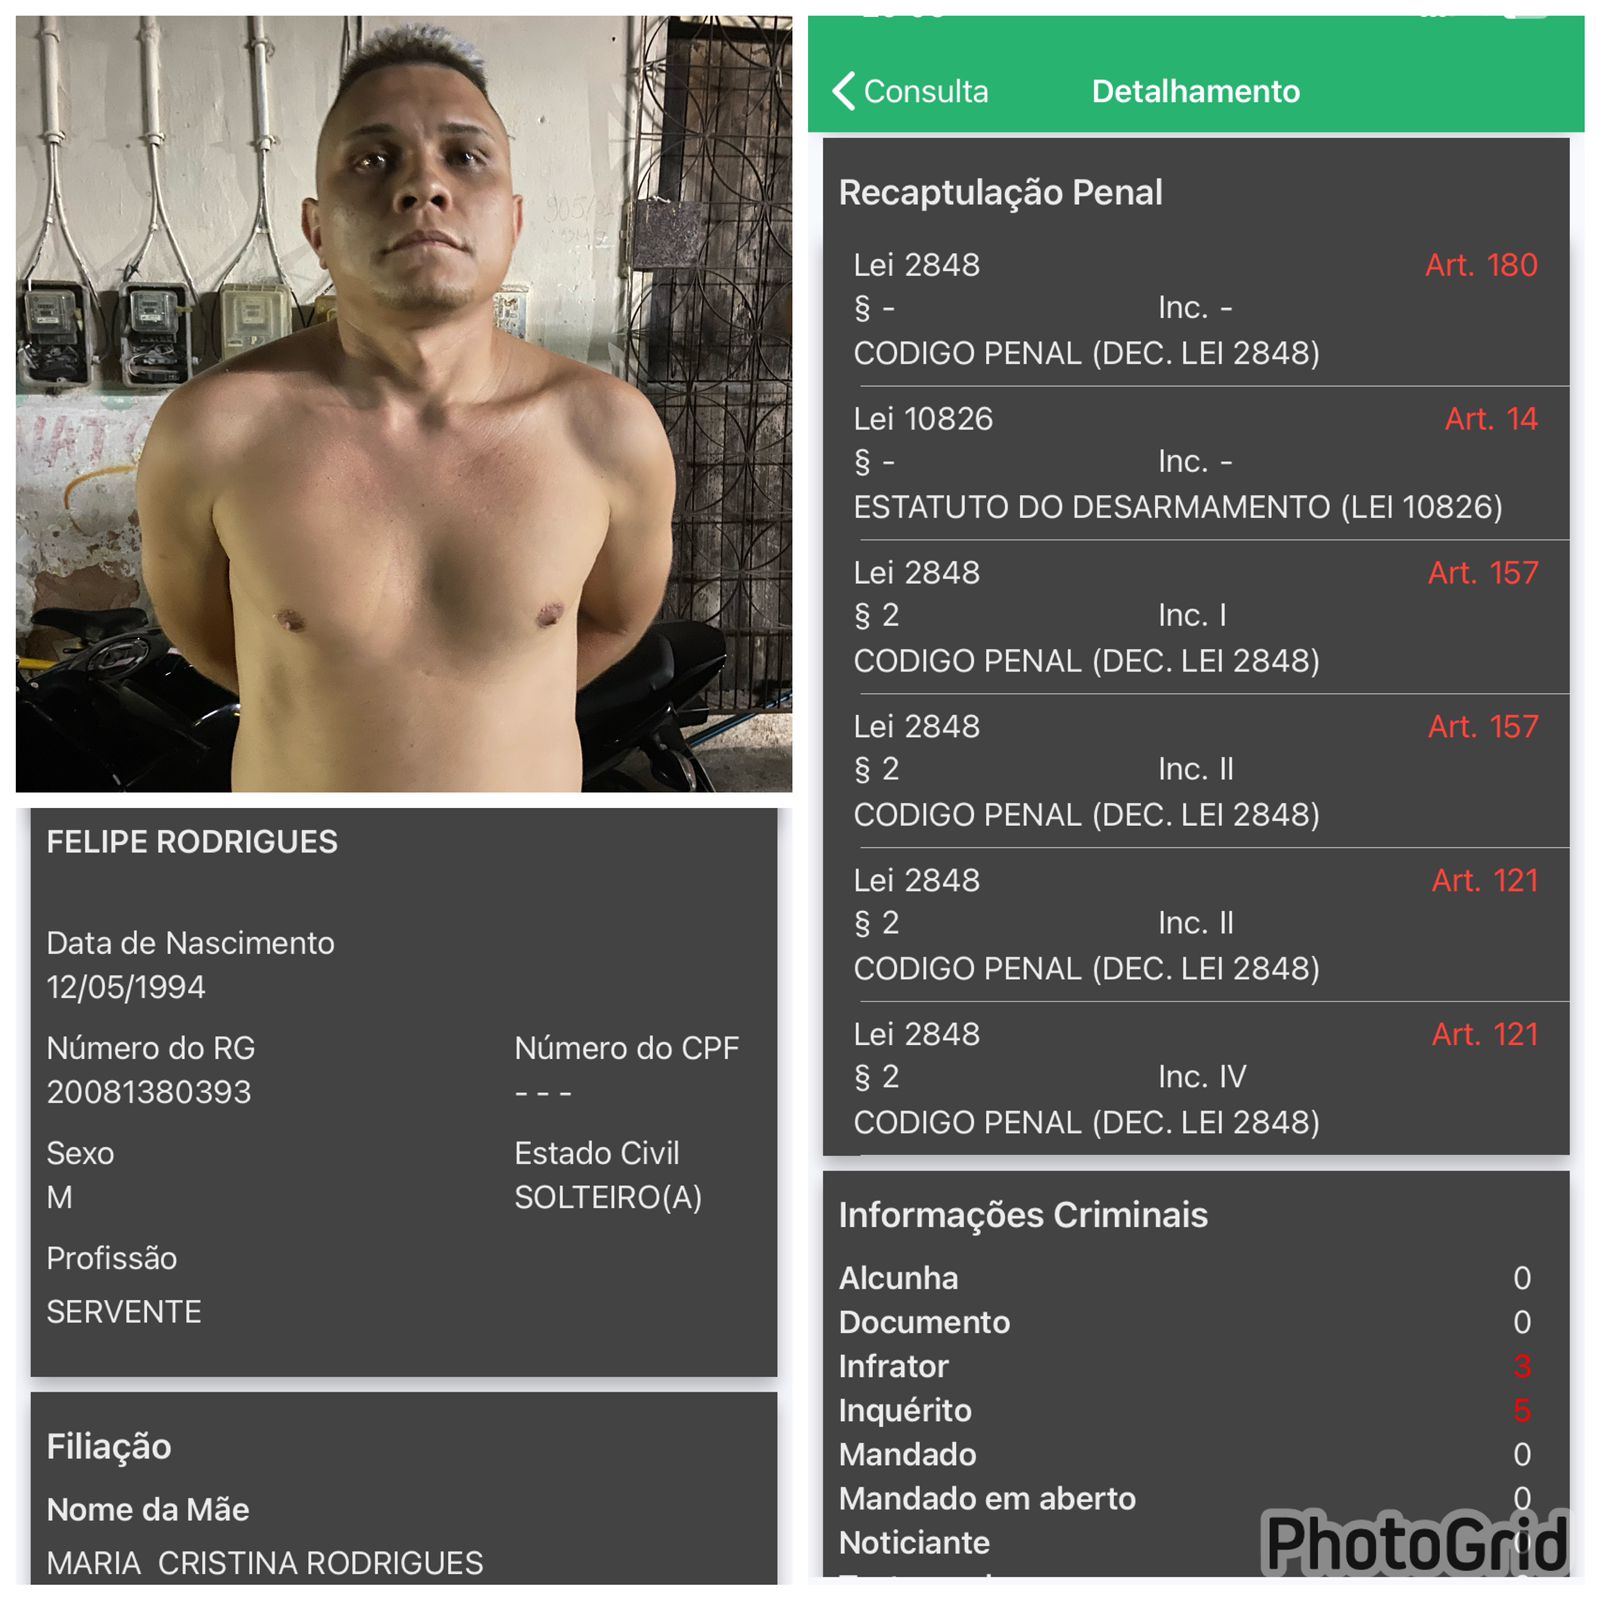 FELIPE RODRIGUES
Data de Nascimento
12/05/1994
Número do RG
Número do CPF
20081380393
- - -
Sexo
Estado Civil
M
SOLTEIRO(A)
Profissão
SERVENTE
Filiação
Nome da Mãe
MARIA CRISTINA RODRIGUES
Consulta
Detalhamento
Recaptulação Penal
Lei 2848 Art. 180
§ - Inc. -
CODIGO PENAL (DEC. LEI 2848)
Lei 10826 Art. 14
§ - Inc. -
ESTATUTO DO DESARMAMENTO (LEI 10826)
Lei 2848 Art. 157
§ 2 Inc. I
CODIGO PENAL (DEC. LEI 2848)
Lei 2848 Art. 157
§ 2 Inc. II
CODIGO PENAL (DEC. LEI 2848)
Lei 2848 Art. 121
§ 2 Inc. II
CODIGO PENAL (DEC. LEI 2848)
Lei 2848 Art. 121
§ 2 Inc. IV
CODIGO PENAL (DEC. LEI 2848)
Informações Criminais
Alcunha 0
Documento 0
Infrator 3
Inquérito 5
Mandado 0
Mandado em aberto 0
Noticiante 0
PhotoGrid